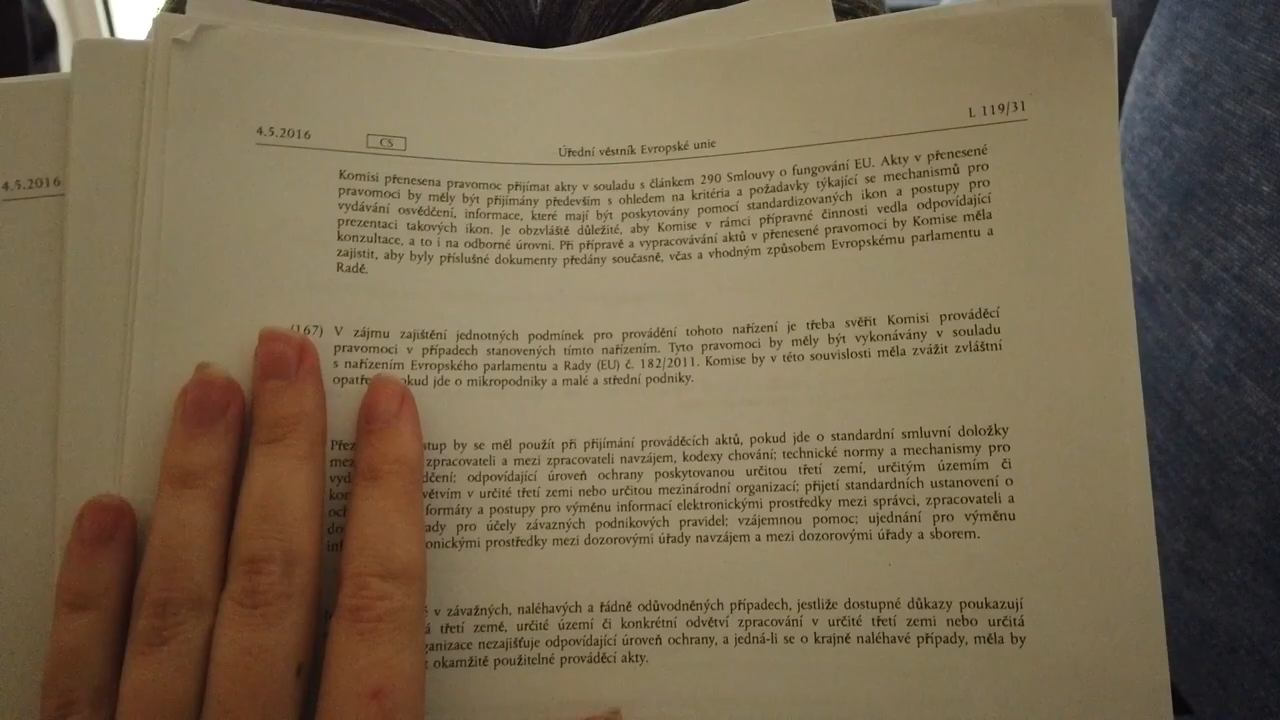 4.5.2016
CS
Úřední věstník Evropské unie
L 119/31
4.5.2016
Komisi přenesena pravomoc přijímat akty v souladu s článkem 290 Smlouvy o fungování EU. Akty v přenesené
pravomoci by měly být přijímány především s ohledem na kritéria a požadavky týkající se mechanismů pro
vydávání osvědčení, informace, které mají být poskytovány pomocí standardizovaných ikon a postupy pro
prezentaci takových ikon. Je obzvláště důležité, aby Komise v rámci přípravné činnosti vedla odpovídající
konzultace, a to i na odborné úrovni. Při přípravě a vypracovávání aktů v přenesené pravomoci by Komise měla
zajistit, aby byly příslušné dokumenty předány současně, včas a vhodným způsobem Evropskému parlamentu a
Radě.
(167) V zájmu zajištění jednotných podmínek pro provádění tohoto nařízení je třeba svěřit Komisi prováděcí
pravomoci v případech stanovených tímto nařízením. Tyto pravomoci by měly být vykonávány v souladu
s nařízením Evropského parlamentu a Rady (EU) č. 182/2011. Komise by v této souvislosti měla zvážit zvláštní
jde o mikropodniky a malé a střední podniky.
by se měl použít při přijímání prováděcích aktů, pokud jde o standardní smluvní doložky
zpracovateli a mezi zpracovateli navzájem, kodexy chování; technické normy a mechanismy pro
odpovídající úroveň ochrany poskytovanou určitou třetí zemí, určitým územím či
v určité třetí zemi nebo určitou mezinárodní organizací; přijetí standardních ustanovení o
formáty a postupy pro výměnu informací elektronickými prostředky mezi správci, zpracovateli a
pro účely závazných podnikových pravidel; vzájemnou pomoc; ujednání pro výměnu
prostředky mezi dozorovými úřady navzájem a mezi dozorovými úřady a sborem.
v závažných, naléhavých a řádně odůvodněných případech, jestliže dostupné důkazy poukazují
třetí země, určité území či konkrétní odvětví zpracování v určité třetí zemi nebo určitá
nezajišťuje odpovídající úroveň ochrany, a jedná-li se o krajně naléhavé případy, měla by
okamžitě použitelné prováděcí akty.